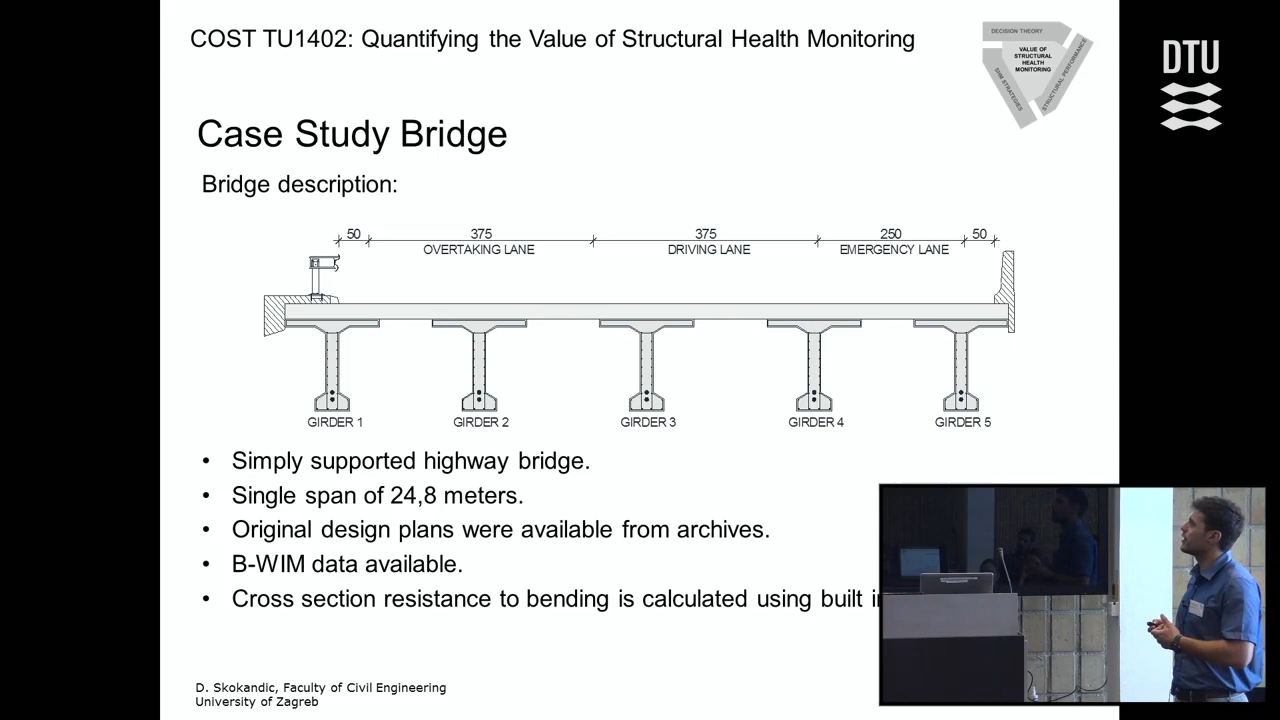 COST TU1402: Quantifying the Value of Structural Health Monitoring
DECISION THEORY
VALUE OF
STRUCTURAL
HEALTH
MONITORING
SHM STRATEGIES
STRUCTURAL PERFORMANCE
DTU
Case Study Bridge
Bridge description:
50 375 375 250 50
OVERTAKING LANE DRIVING LANE EMERGENCY LANE
GIRDER 1 GIRDER 2 GIRDER 3 GIRDER 4 GIRDER 5
• Simply supported highway bridge.
• Single span of 24,8 meters.
• Original design plans were available from archives.
• B-WIM data available.
• Cross section resistance to bending is calculated using built
D. Skokandic, Faculty of Civil Engineering
University of Zagreb